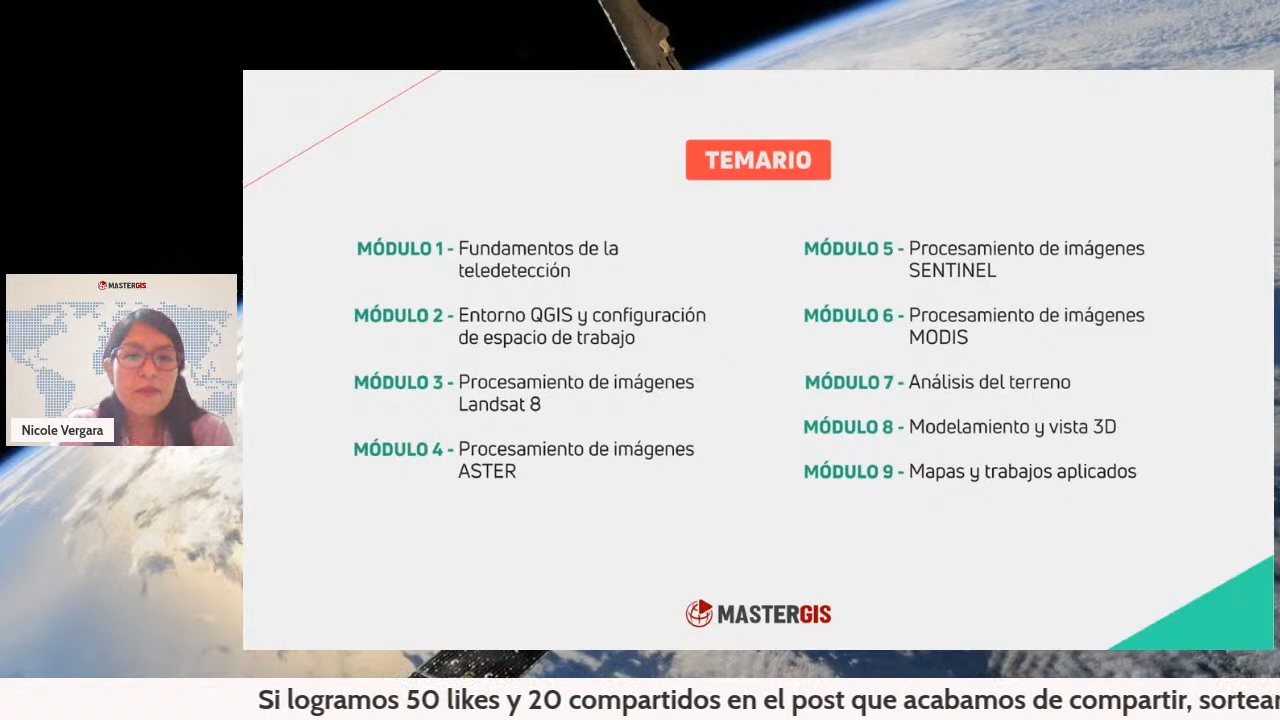 TEMARIO
MÓDULO 1 - Fundamentos de la
teledetección
MÓDULO 2 - Entorno QGIS y configuración
de espacio de trabajo
MÓDULO 3 - Procesamiento de imágenes
Landsat 8
MÓDULO 4 - Procesamiento de imágenes
ASTER
MÓDULO 5 - Procesamiento de imágenes
SENTINEL
MÓDULO 6 - Procesamiento de imágenes
MODIS
MÓDULO 7 - Análisis del terreno
MÓDULO 8 - Modelamiento y vista 3D
MÓDULO 9 - Mapas y trabajos aplicados
MASTERGIS
MASTERGIS
Nicole Vergara
Si logramos 50 likes y 20 compartidos en el post que acabamos de compartir, sortear